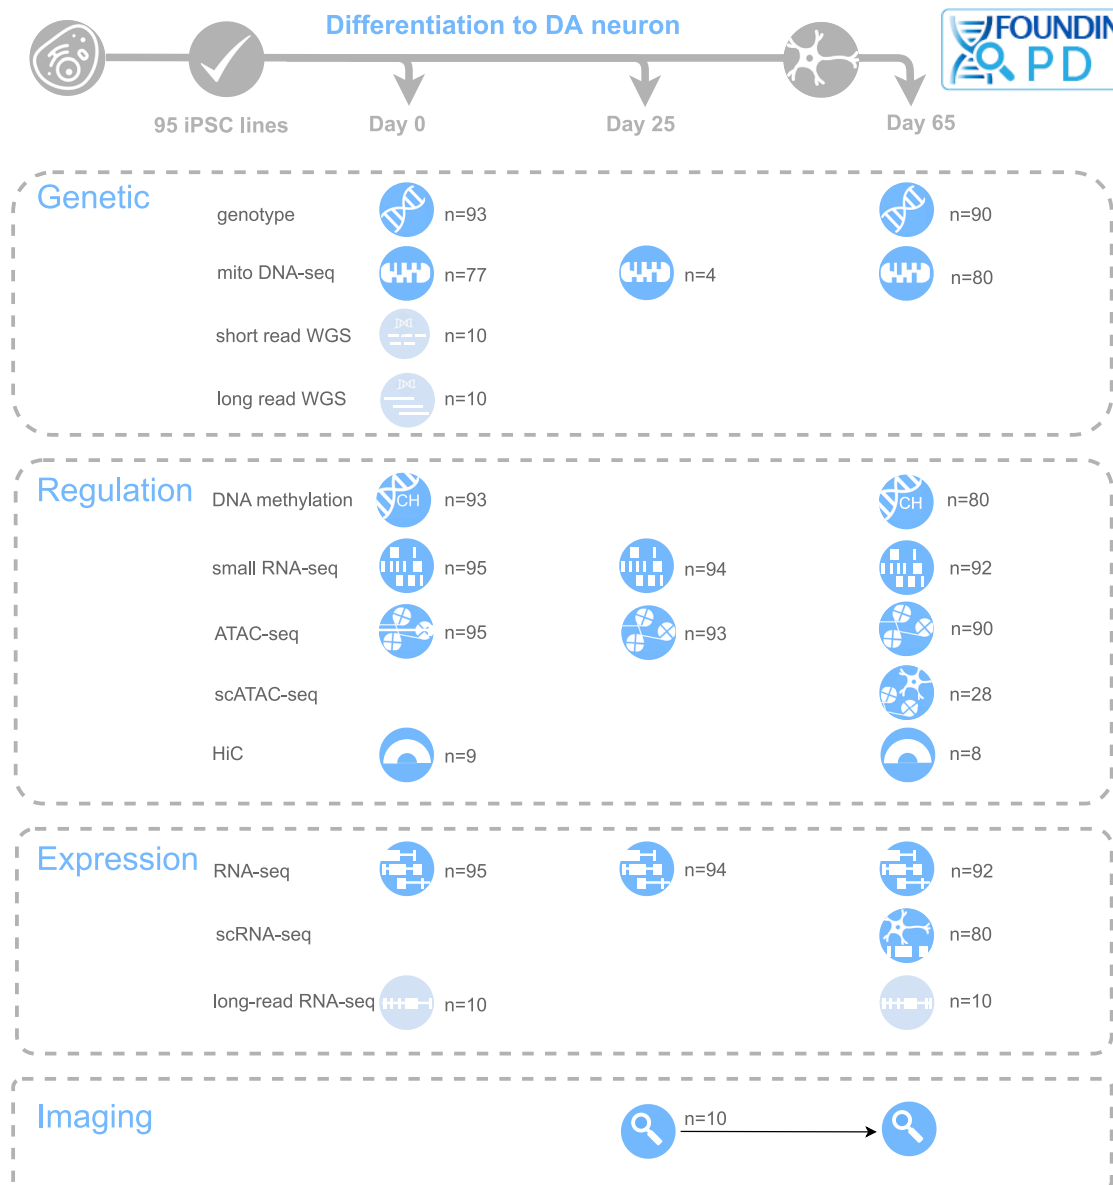 Differentiation to DA neuron
FOUNDIN
PD
95 iPSC lines
Day 0
Day 25
Day 65
Genetic
genotype n=93 n=90
mito DNA-seq n=77 n=4 n=80
short read WGS n=10
long read WGS n=10
Regulation
DNA methylation CH n=93 CH n=80
small RNA-seq n=95 n=94 n=92
ATAC-seq n=95 n=93 n=90
scATAC-seq n=28
HiC n=9 n=8
Expression
RNA-seq n=95 n=94 n=92
scRNA-seq n=80
long-read RNA-seq n=10 n=10
Imaging
n=10